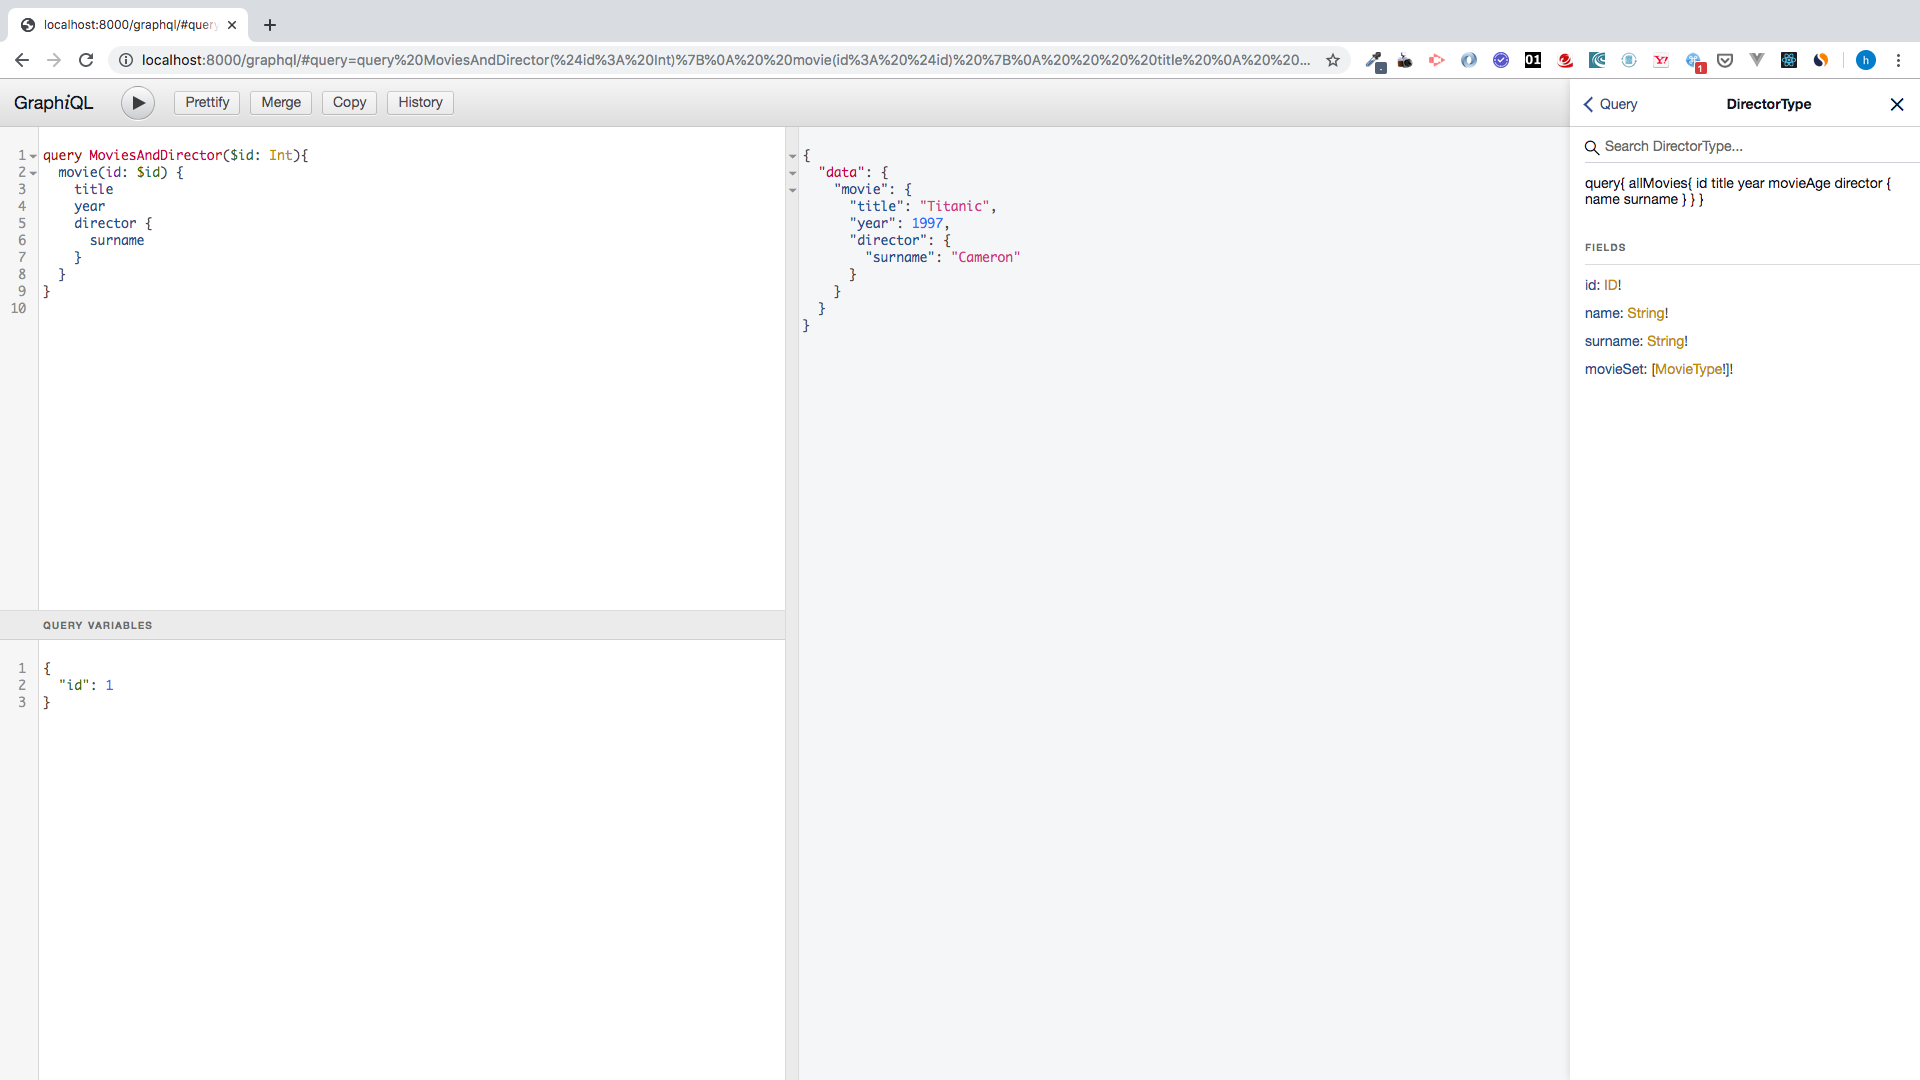 localhost:8000/graphql/#query
localhost:8000/graphql/#query=query%20MoviesAndDirector(%24id%3A%20Int)%7B%0A%20%20movie(id%3A%20%24id)%20%7B%0A%20%20%20%20title%20%0A%20%20...
01
Y!
1
h
GraphiQL
Prettify
Merge
Copy
History
1 query MoviesAndDirector($id: Int){
2 movie(id: $id) {
3 title
4 year
5 director {
6 surname
7 }
8 }
9 }
10
QUERY VARIABLES
1 {
2 "id": 1
3 }
{
"data": {
"movie": {
"title": "Titanic",
"year": 1997,
"director": {
"surname": "Cameron"
}
}
}
}
Query
DirectorType
Search DirectorType...
query{ allMovies{ id title year movieAge director {
name surname } } }
FIELDS
id: ID!
name: String!
surname: String!
movieSet: [MovieType!]!